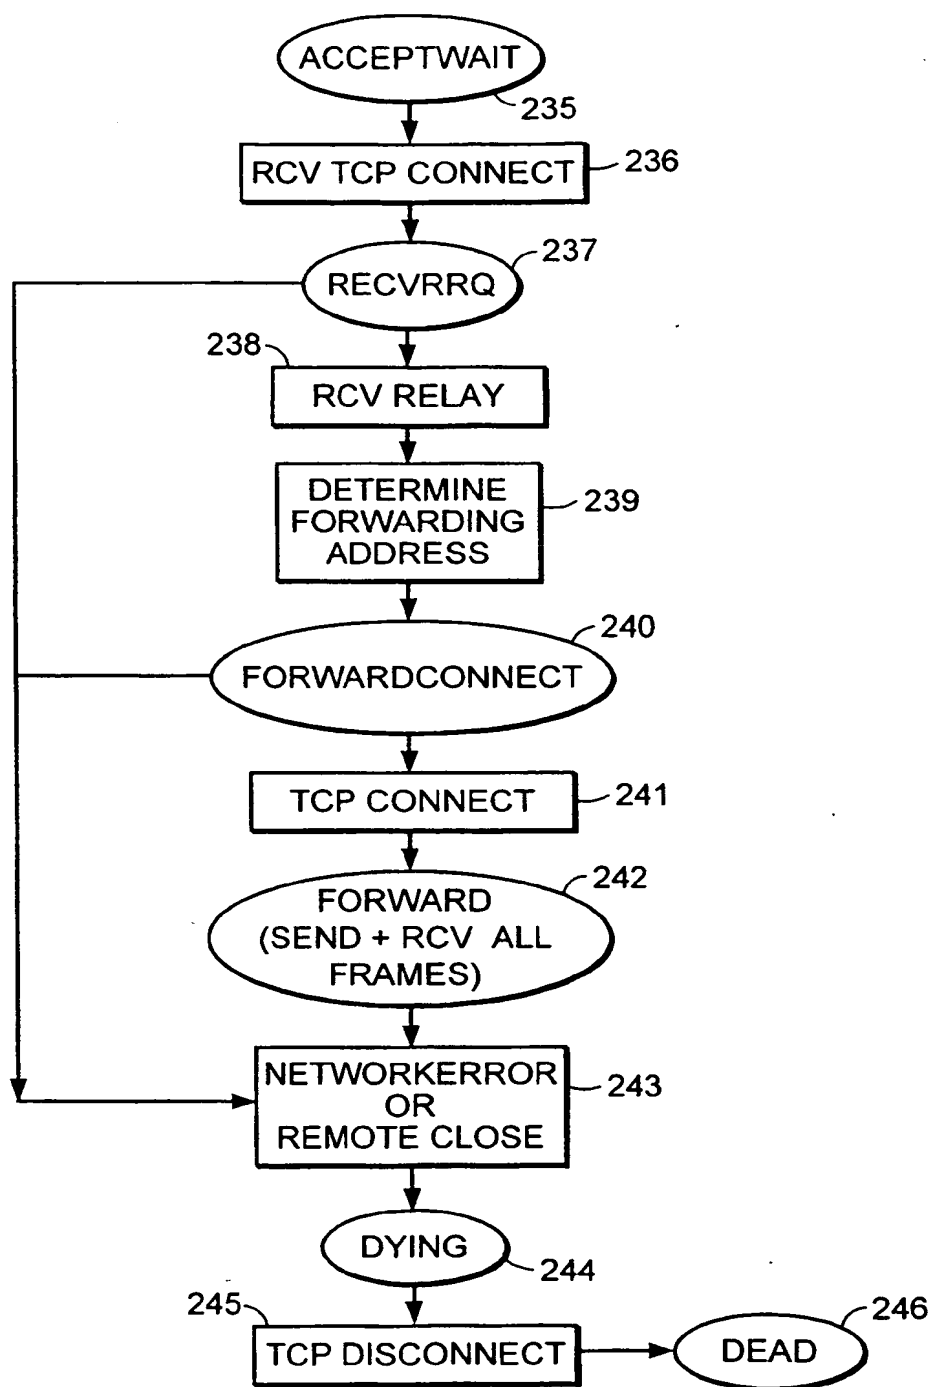 ACCEPTWAIT
235
RCV TCP CONNECT
236
RECVRRQ
237
238
RCV RELAY
DETERMINE
FORWARDING
ADDRESS
239
FORWARDCONNECT
240
TCP CONNECT
241
FORWARD
(SEND + RCV ALL
FRAMES)
242
NETWORKERROR
OR
REMOTE CLOSE
243
DYING
244
245
TCP DISCONNECT
DEAD
246